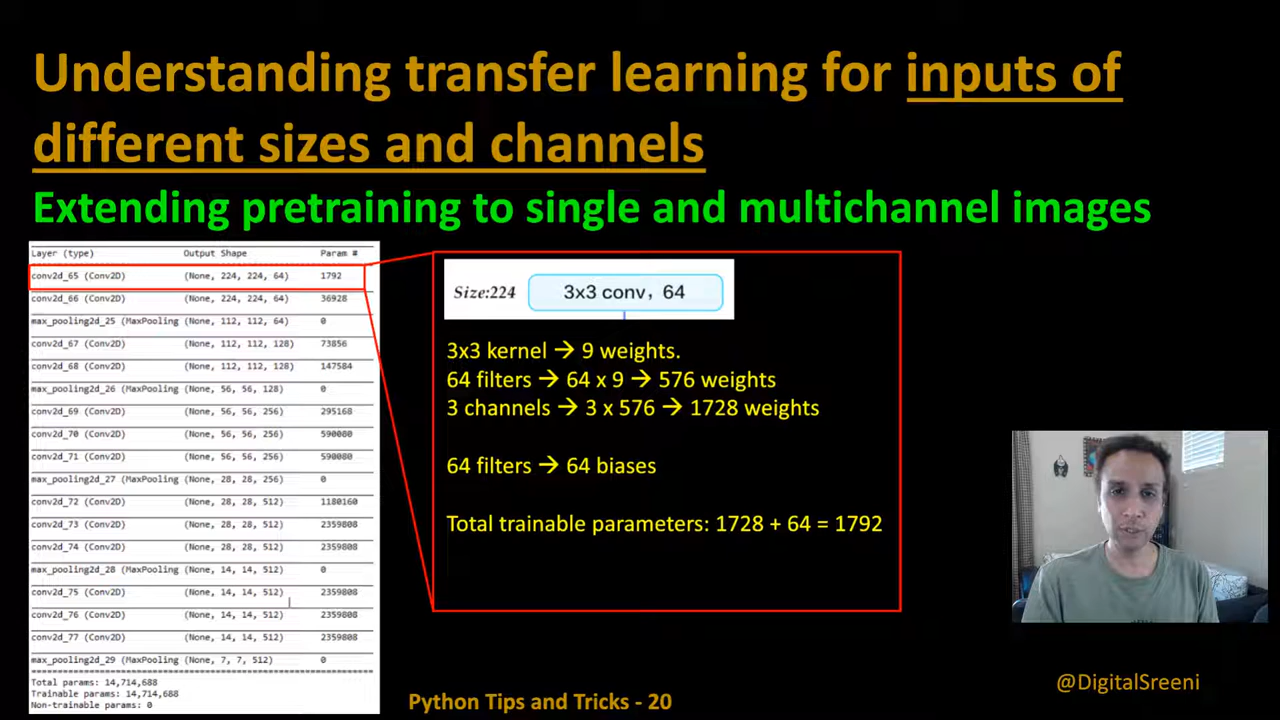 Understanding transfer learning for inputs of
different sizes and channels
Extending pretraining to single and multichannel images
Layer (type) Output Shape Param #
conv2d_65 (Conv2D) (None, 224, 224, 64) 1792
conv2d_66 (Conv2D) (None, 224, 224, 64) 36928
max_pooling2d_25 (MaxPooling (None, 112, 112, 64) 0
conv2d_67 (Conv2D) (None, 112, 112, 128) 73856
conv2d_68 (Conv2D) (None, 112, 112, 128) 147584
max_pooling2d_26 (MaxPooling (None, 56, 56, 128) 0
conv2d_69 (Conv2D) (None, 56, 56, 256) 295168
conv2d_70 (Conv2D) (None, 56, 56, 256) 590080
conv2d_71 (Conv2D) (None, 56, 56, 256) 590080
max_pooling2d_27 (MaxPooling (None, 28, 28, 256) 0
conv2d_72 (Conv2D) (None, 28, 28, 512) 1180160
conv2d_73 (Conv2D) (None, 28, 28, 512) 2359808
conv2d_74 (Conv2D) (None, 28, 28, 512) 2359808
max_pooling2d_28 (MaxPooling (None, 14, 14, 512) 0
conv2d_75 (Conv2D) (None, 14, 14, 512) 2359808
conv2d_76 (Conv2D) (None, 14, 14, 512) 2359808
conv2d_77 (Conv2D) (None, 14, 14, 512) 2359808
max_pooling2d_29 (MaxPooling (None, 7, 7, 512) 0
Total params: 14,714,688
Trainable params: 14,714,688
Non-trainable params: 0
Size:224 3x3 conv, 64
3x3 kernel → 9 weights.
64 filters → 64 x 9 → 576 weights
3 channels → 3 x 576 → 1728 weights
64 filters → 64 biases
Total trainable parameters: 1728 + 64 = 1792
@DigitalSreeni
Python Tips and Tricks - 20